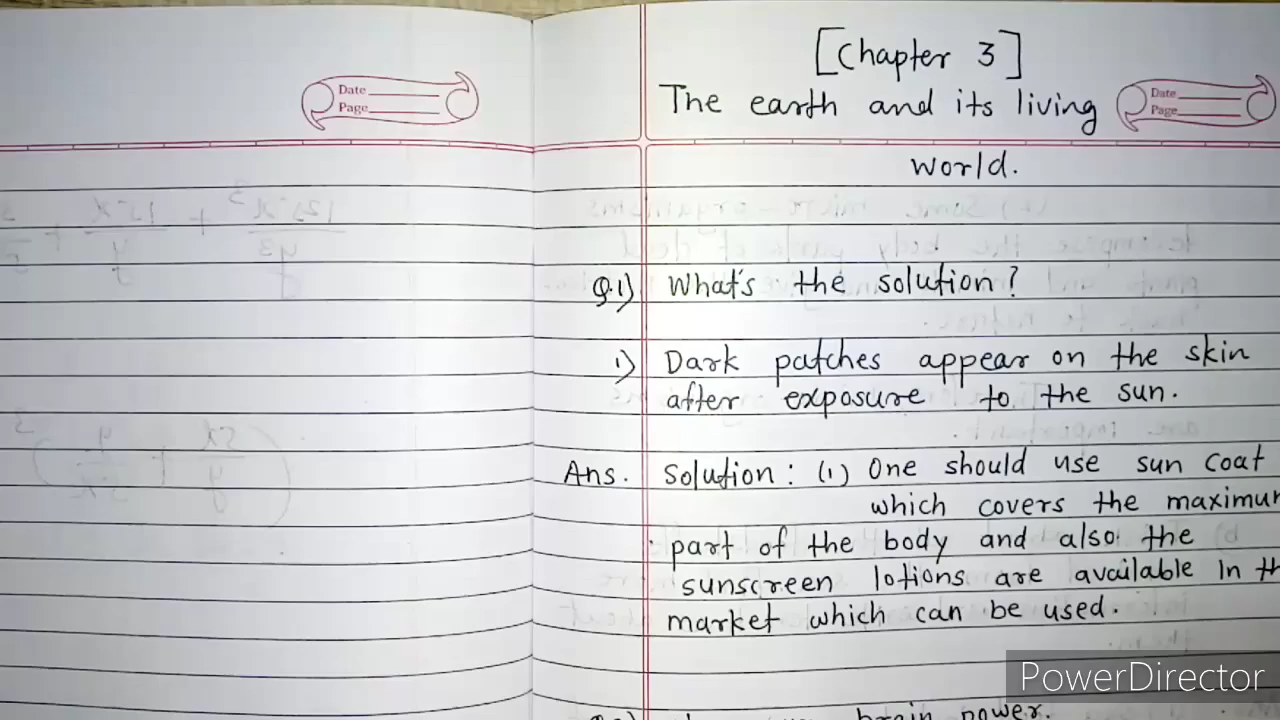 [Chapter 3]
Date
Page
Date
Page
The earth and its living
world.
Q.1) What's the solution?
1) Dark patches appear on the skin
after exposure to the sun.
Ans. Solution: (1) One should use sun coat
which covers the maximum
part of the body and also the
sunscreen lotions are available in th
market which can be used.
brain power.
PowerDirector